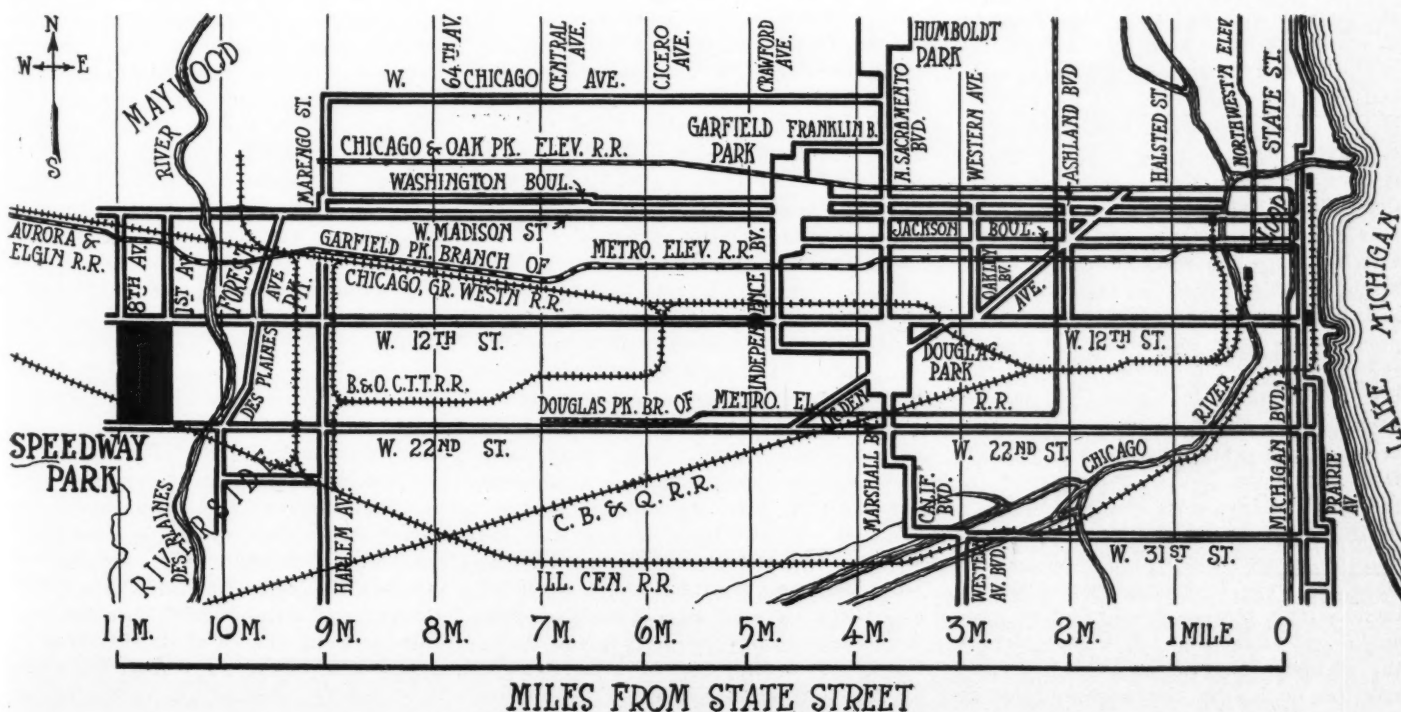 N
W E
S
MAYWOOD
RIVER
MARENGO ST.
W. CHICAGO AVE.
64TH AV.
CENTRAL AVE.
CICERO AVE.
CRAWFORD AVE.
HUMBOLDT PARK
N. SACRAMENTO BVD.
WESTERN AVE.
ASHLAND BVD
HALSTED ST.
NORTHWEST'N ELEV
STATE ST.
GARFIELD PARK
FRANKLIN B.
CHICAGO & OAK PK. ELEV. R.R.
WASHINGTON BOUL.
W. MADISON ST
JACKSON BOUL.
AURORA & ELGIN R.R.
8TH AV.
1ST AV.
FOREST PK.
DES PLAINES AVE
GARFIELD PK. BRANCH OF METRO. ELEV. R.R.
CHICAGO, GR. WEST'N R.R.
INDEPENDENCE BV.
OAKLEY BV.
OGDEN AVE.
W. 12TH ST.
W. 12TH ST.
B. & O. C.T.T. R.R.
DOUGLAS PARK
DOUGLAS PK. BR. OF METRO. El. R.R.
SPEEDWAY PARK
W. 22ND ST.
W. 22ND ST.
CHICAGO RIVER
RIVERSIDE
DES PLAINES
RIV.
HARLEM AVE.
C. B. & Q. R.R.
MARSHALL B.
CALIF. BVD.
WESTERN AV. BVD.
MICHIGAN BVD.
PRAIRIE AV.
LAKE MICHIGAN
W. 31ST ST.
ILL. CEN. R.R.
11M. 10M. 9M. 8M. 7M. 6M. 5M. 4M. 3M. 2M. 1 MILE 0
MILES FROM STATE STREET